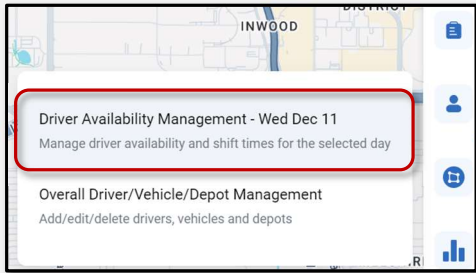 DISTRICT
INWOOD
Driver Availability Management - Wed Dec 11
Manage driver availability and shift times for the selected day
Overall Driver/Vehicle/Depot Management
Add/edit/delete drivers, vehicles and depots